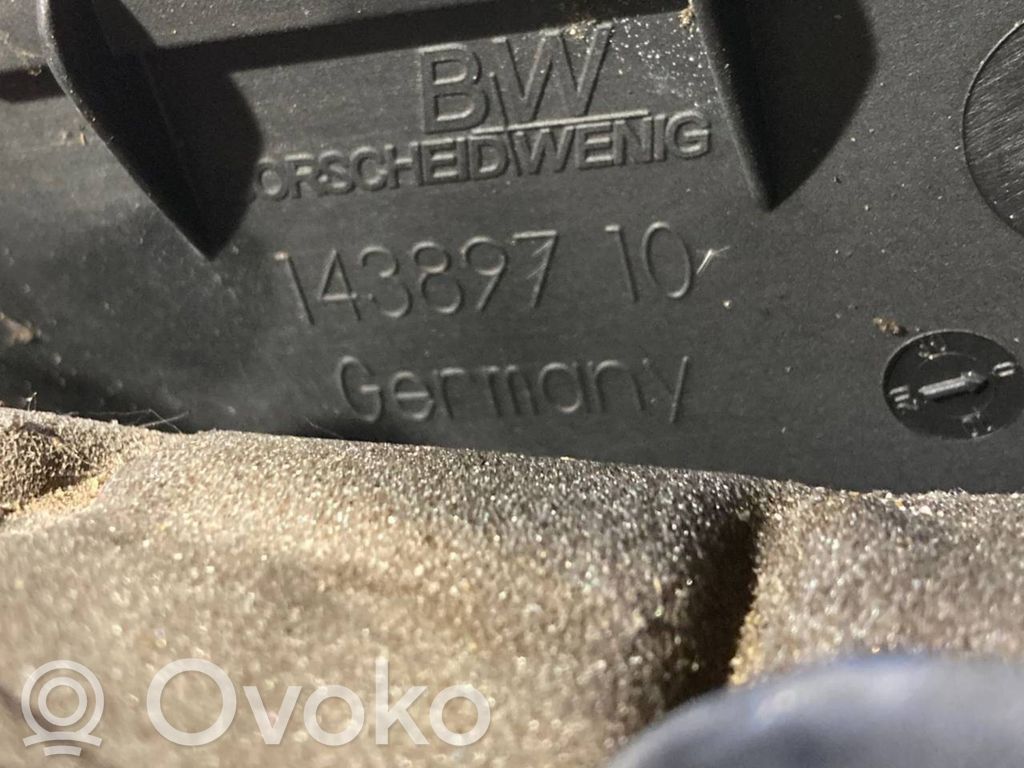 BW
ORSCHEIDWENIG
143897 10
Germany
Ovoko